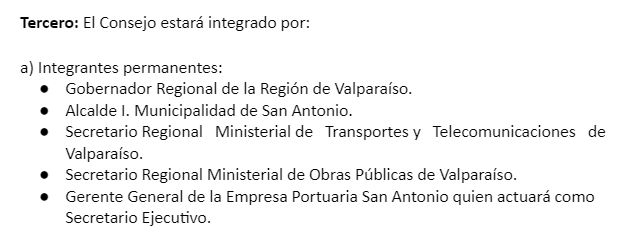 Tercero: El Consejo estará integrado por:
a) Integrantes permanentes:
● Gobernador Regional de la Región de Valparaíso.
● Alcalde I. Municipalidad de San Antonio.
● Secretario Regional Ministerial de Transportes y Telecomunicaciones de
Valparaíso.
● Secretario Regional Ministerial de Obras Públicas de Valparaíso.
● Gerente General de la Empresa Portuaria San Antonio quien actuará como
Secretario Ejecutivo.